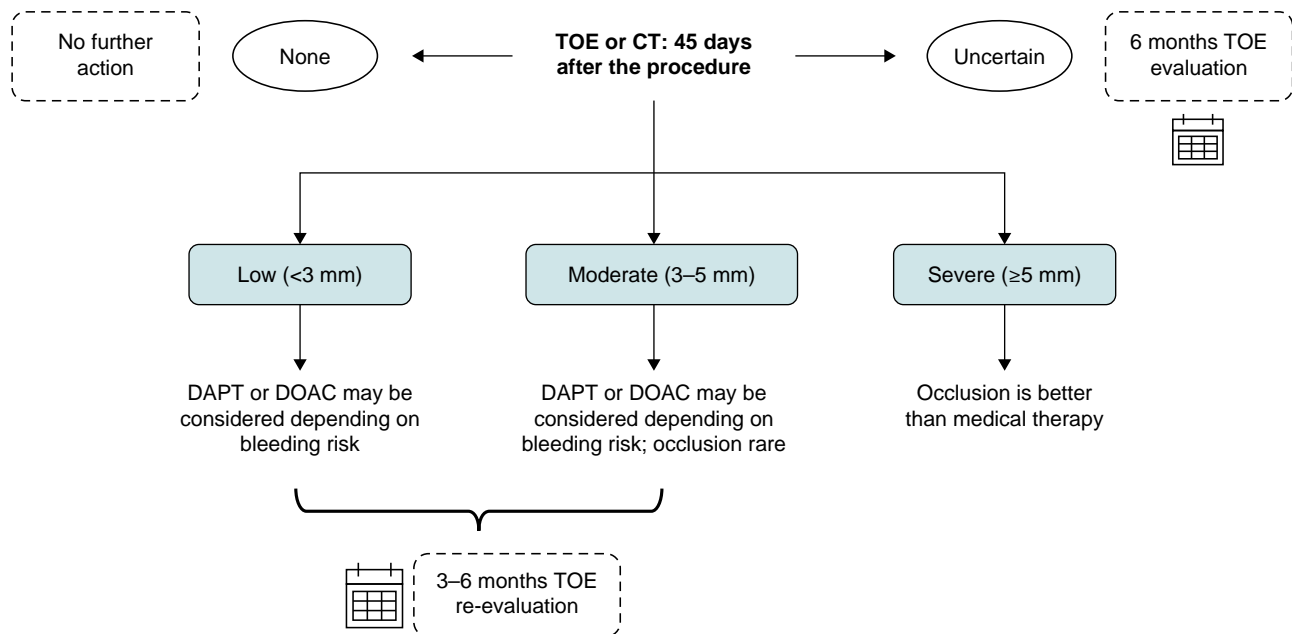 No further
action
None
TOE or CT: 45 days
after the procedure
Uncertain
6 months TOE
evaluation
Low (<3 mm)
Moderate (3–5 mm)
Severe (≥5 mm)
DAPT or DOAC may be
considered depending on
bleeding risk
DAPT or DOAC may be
considered depending on
bleeding risk; occlusion rare
Occlusion is better
than medical therapy
3–6 months TOE
re-evaluation